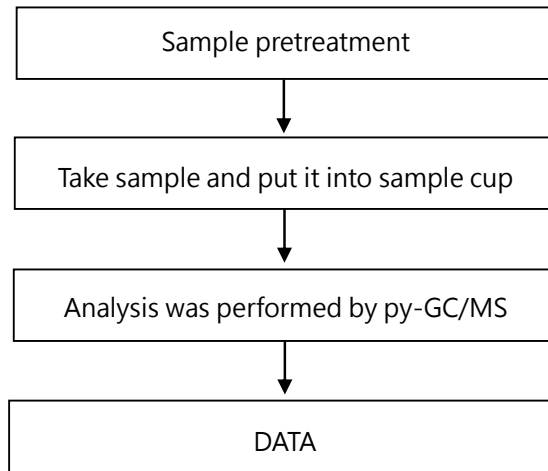 Sample pretreatment
Take sample and put it into sample cup
Analysis was performed by py-GC/MS
DATA